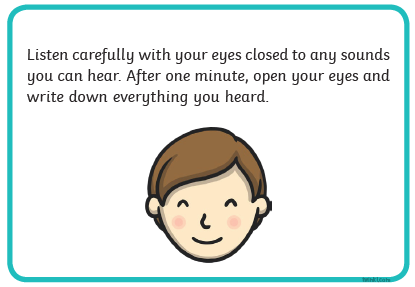 Listen carefully with your eyes closed to any sounds
you can hear. After one minute, open your eyes and
write down everything you heard.